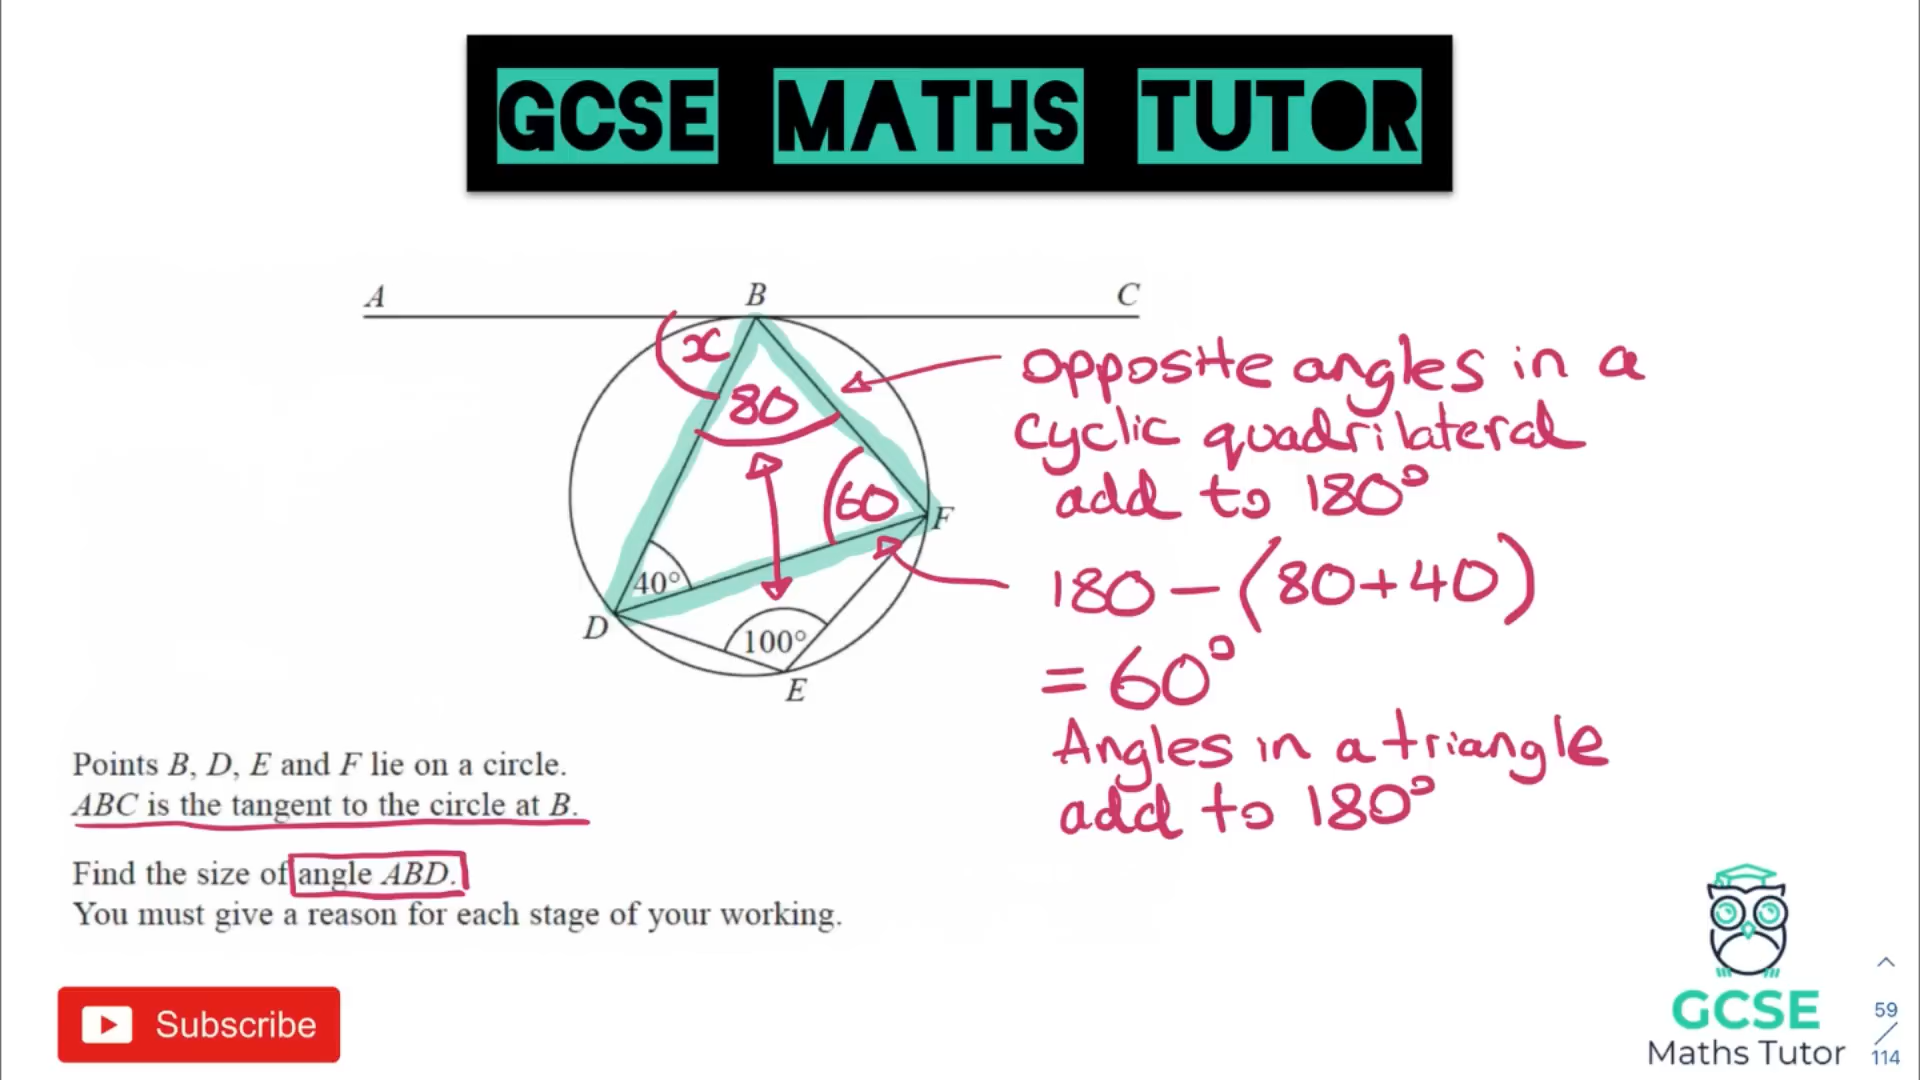 GCSE MATHS TUTOR
A
B
C
x
80
60
F
40°
D
100°
E
opposite angles in a
cyclic quadrilateral
add to 180°
180 - (80+40)
= 60°
Angles in a triangle
add to 180°
Points B, D, E and F lie on a circle.
ABC is the tangent to the circle at B.
Find the size of angle ABD.
You must give a reason for each stage of your working.
Subscribe
GCSE
Maths Tutor
59
/
114